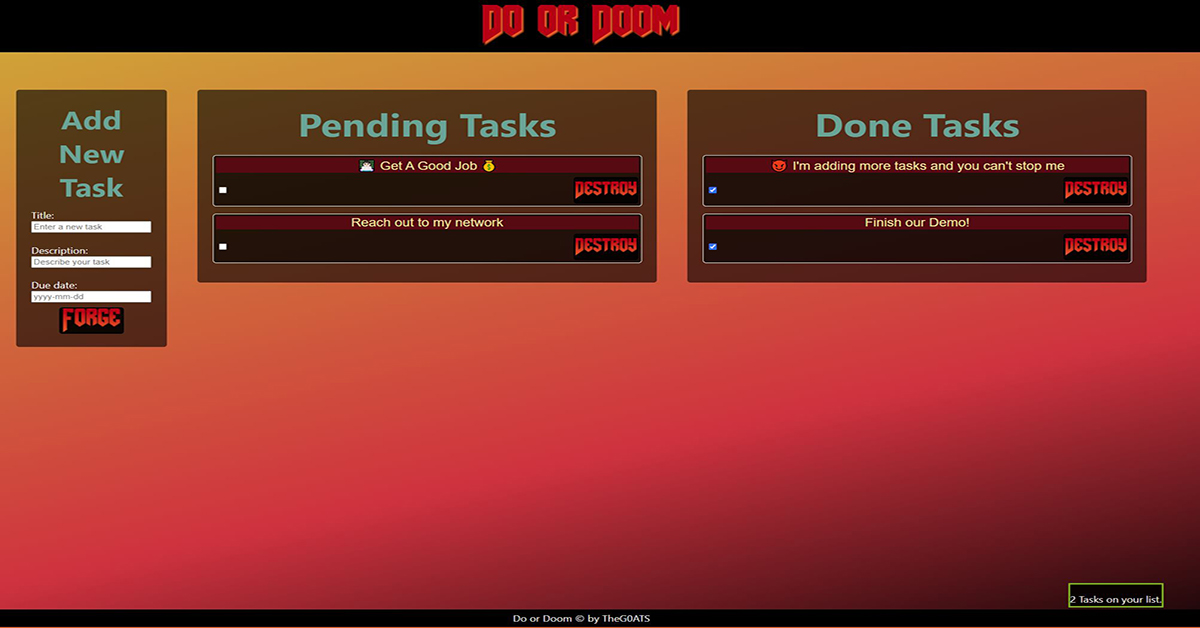 DO OR DOOM
Add
New
Task
Title:
Enter a new task
Description:
Describe your task
Due date:
yyyy-mm-dd
FORGE
Pending Tasks
Get A Good Job
DESTROY
Reach out to my network
DESTROY
Done Tasks
I'm adding more tasks and you can't stop me
DESTROY
Finish our Demo!
DESTROY
2 Tasks on your list.
Do or Doom © by TheG0ATS